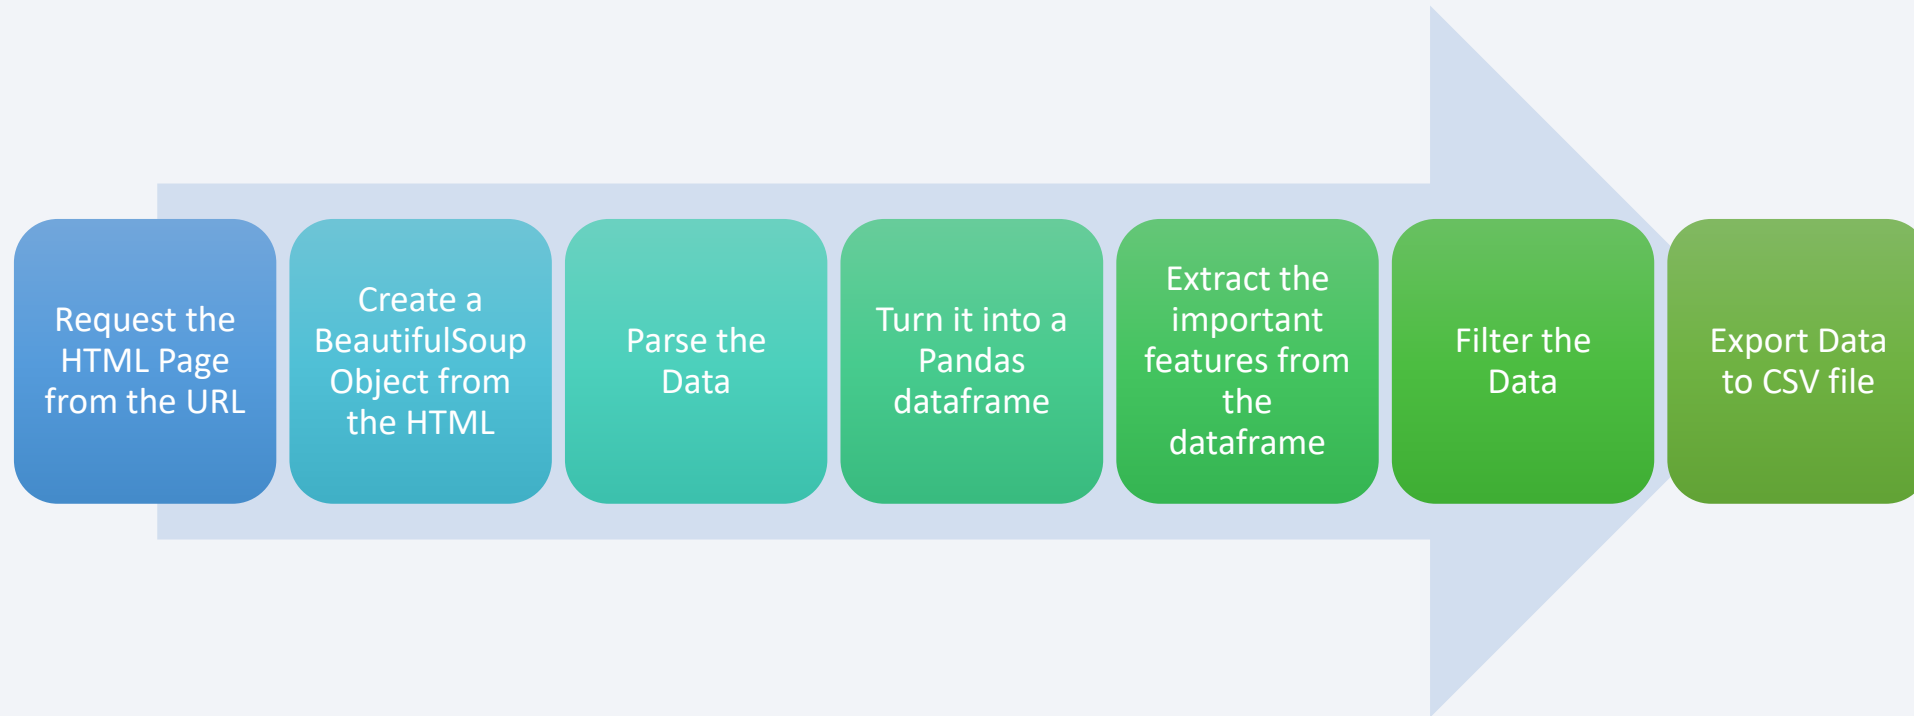 Request the
HTML Page
from the URL
Create a
BeautifulSoup
Object from
the HTML
Parse the
Data
Turn it into a
Pandas
dataframe
Extract the
important
features from
the
dataframe
Filter the
Data
Export Data
to CSV file